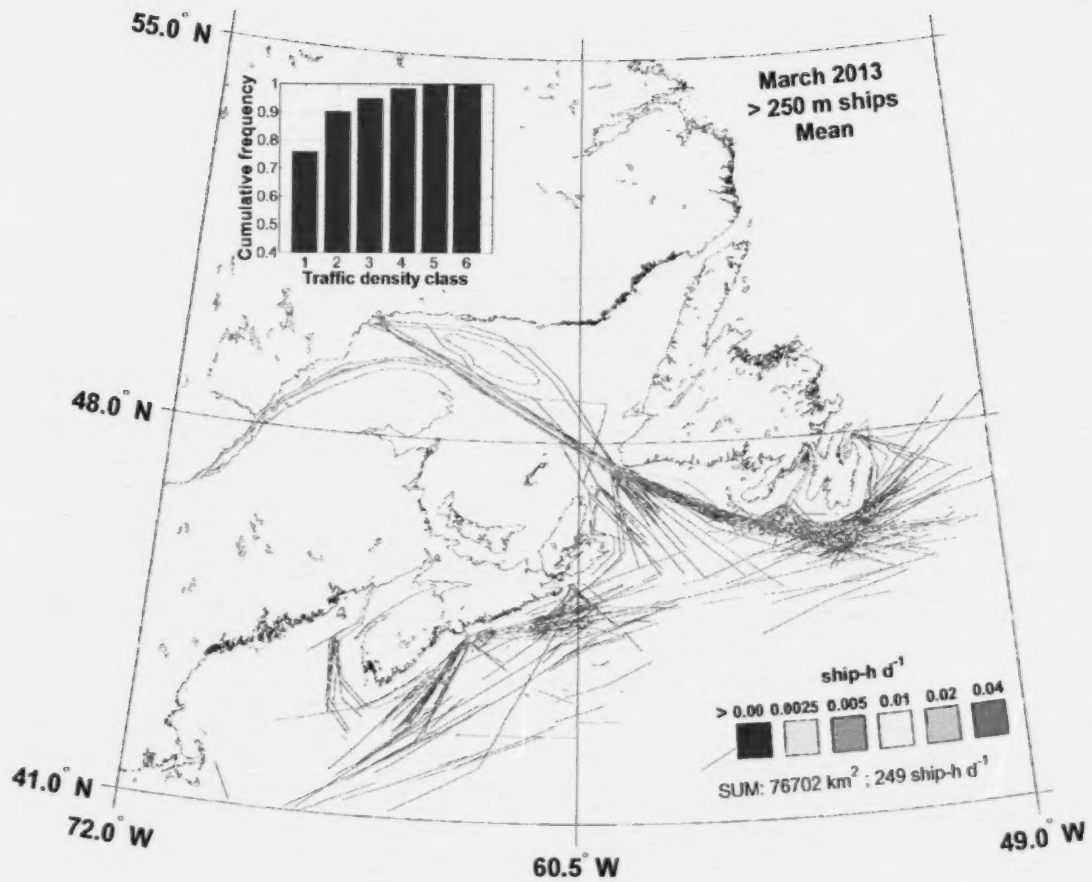 55.0° N
March 2013
> 250 m ships
Mean
Cumulative frequency
1
0.9
0.8
0.7
0.6
0.5
0.4
1 2 3 4 5 6
Traffic density class
48.0° N
ship-h d⁻¹
> 0.00 0.0025 0.005 0.01 0.02 0.04
SUM: 76702 km² ; 249 ship-h d⁻¹
41.0° N
72.0° W
60.5° W
49.0° W